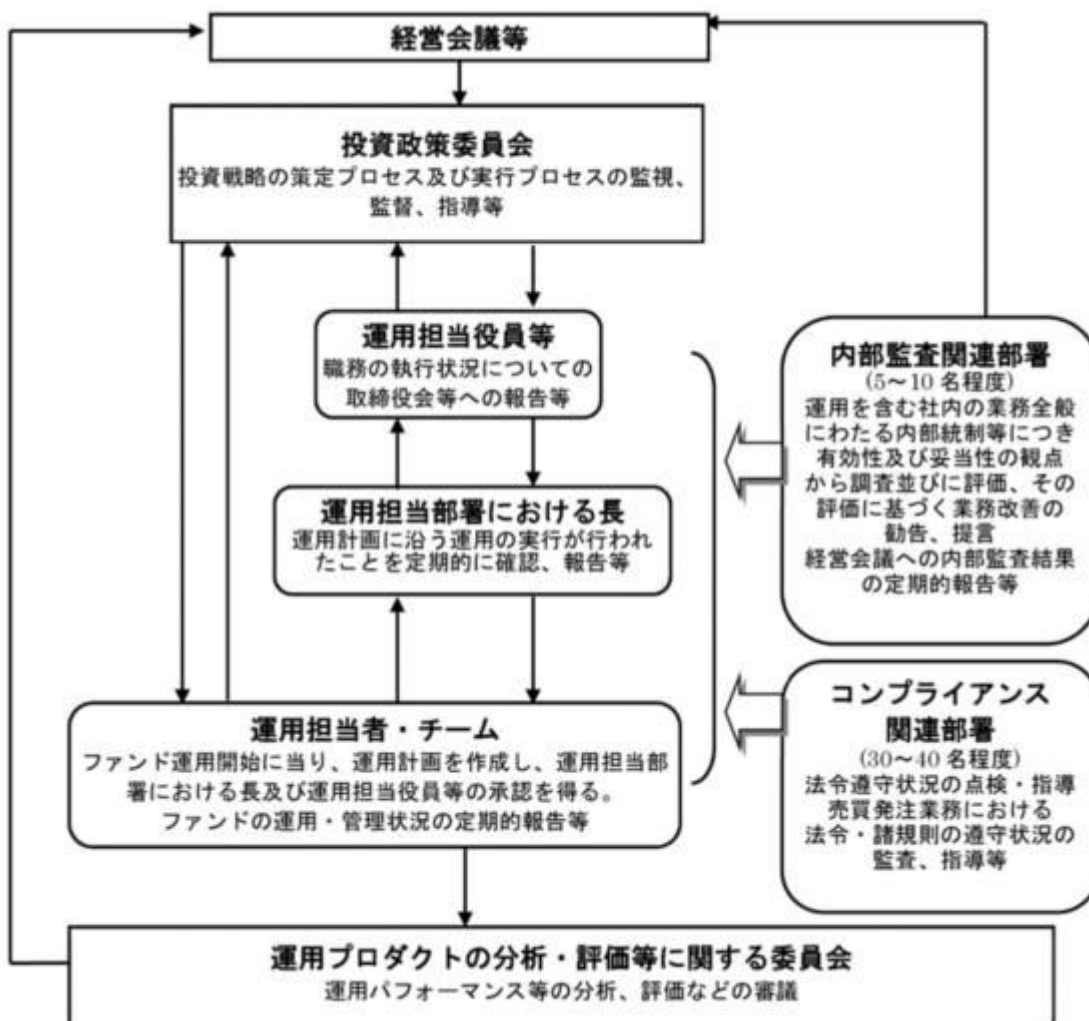 経営会議等
投資政策委員会
投資戦略の策定プロセス及び実行プロセスの監視、
監督、指導等
運用担当役員等
職務の執行状況についての
取締役会等への報告等
運用担当部署における長
運用計画に沿う運用の実行が行われ
たことを定期的に確認、報告等
運用担当者・チーム
ファンド運用開始に当り、運用計画を作成し、運用担当部
署における長及び運用担当役員等の承認を得る。
ファンドの運用・管理状況の定期的報告等
内部監査関連部署
(5～10 名程度)
運用を含む社内の業務全般
にわたる内部統制等につき
有効性及び妥当性の観点
から調査並びに評価、その
評価に基づく業務改善の
勧告、提言
経営会議への内部監査結果
の定期的報告等
コンプライアンス
関連部署
(30～40 名程度)
法令遵守状況の点検・指導
売買発注業務における
法令・諸規則の遵守状況の
監査、指導等
運用プロダクトの分析・評価等に関する委員会
運用パフォーマンス等の分析、評価などの審議